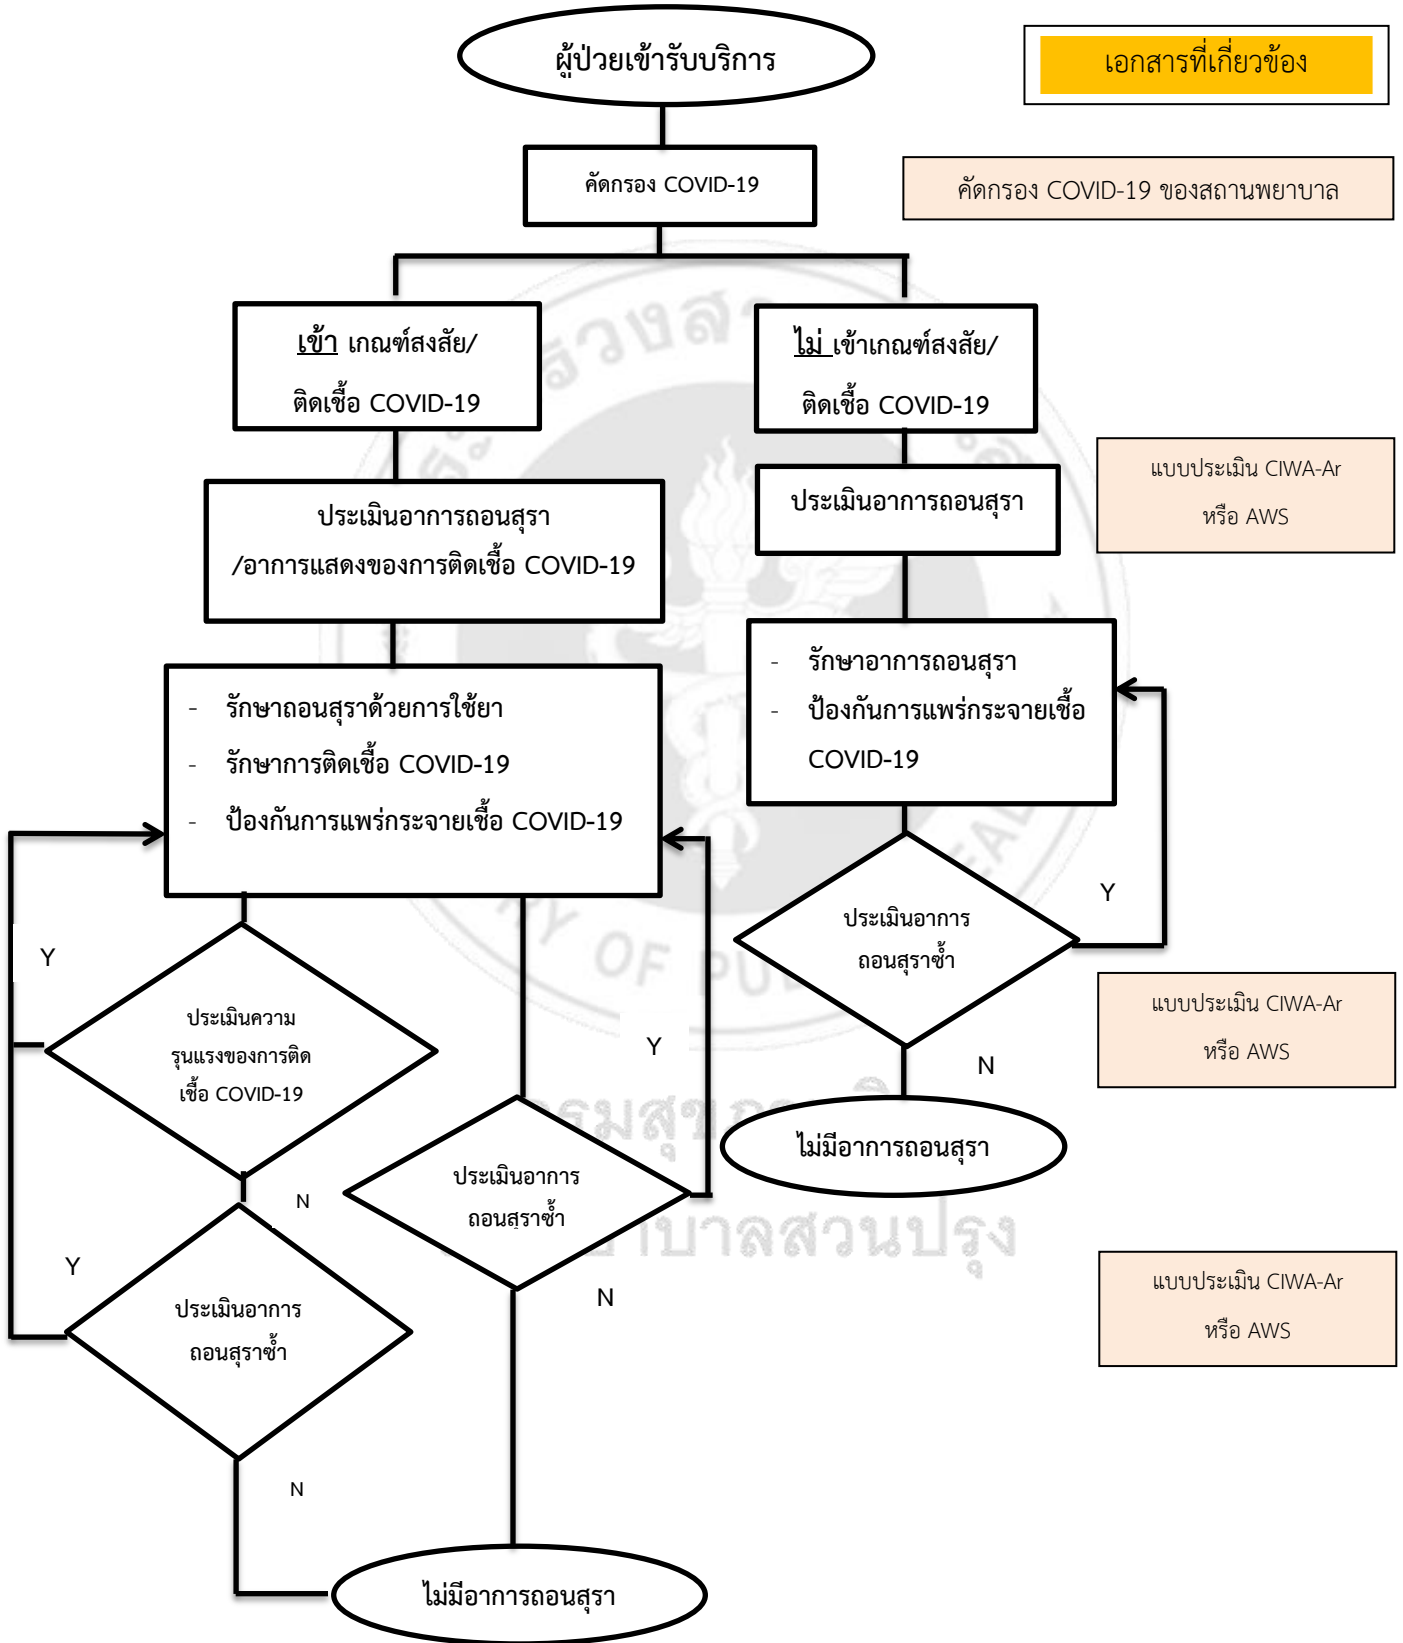 ผู้ป่วยเข้ารับบริการ
เอกสารที่เกี่ยวข้อง
คัดกรอง COVID-19
คัดกรอง COVID-19 ของสถานพยาบาล
เข้า เกณฑ์สงสัย/
ติดเชื้อ COVID-19
ไม่ เข้าเกณฑ์สงสัย/
ติดเชื้อ COVID-19
แบบประเมิน CIWA-Ar
หรือ AWS
ประเมินอาการถอนสุรา
/อาการแสดงของการติดเชื้อ COVID-19
ประเมินอาการถอนสุรา
- รักษาถอนสุราด้วยการใช้ยา
- รักษาการติดเชื้อ COVID-19
- ป้องกันการแพร่กระจายเชื้อ COVID-19
- รักษาอาการถอนสุรา
- ป้องกันการแพร่กระจายเชื้อ
COVID-19
Y
ประเมินอาการ
ถอนสุราซ้ำ
Y
ประเมินความ
รุนแรงของการติด
เชื้อ COVID-19
Y
แบบประเมิน CIWA-Ar
หรือ AWS
N
ไม่มีอาการถอนสุรา
N
ประเมินอาการ
ถอนสุราซ้ำ
N
Y
ประเมินอาการ
ถอนสุราซ้ำ
แบบประเมิน CIWA-Ar
หรือ AWS
N
ไม่มีอาการถอนสุรา
OF
สวนปรุง